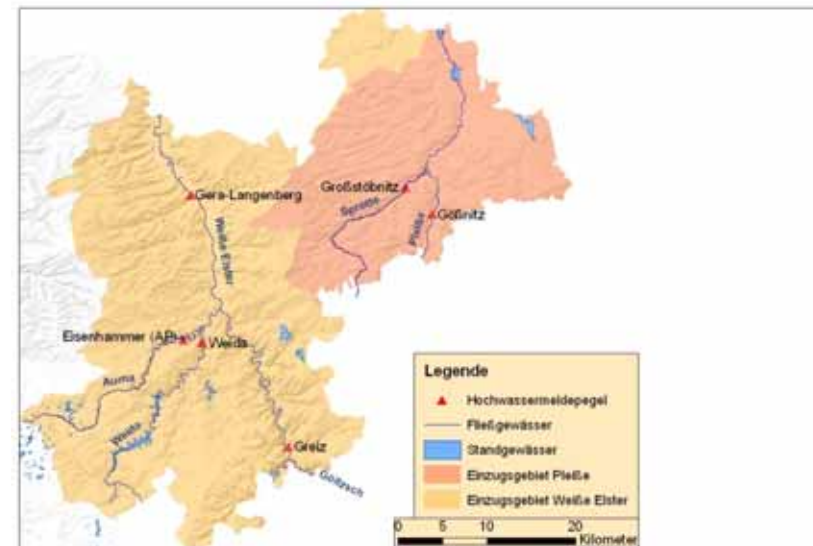 Gera-Langenberg
Großstöbnitz
Sprotte
Gößnitz
Pleiße
Weiße Elster
Eisenhammer (AP)
Weida
Auma
Weida
Greiz
Göltzsch
Legende
Hochwassermeldepegel
Fließgewässer
Standgewässer
Einzugsgebiet Pleiße
Einzugsgebiet Weiße Elster
0 5 10 20
Kilometer